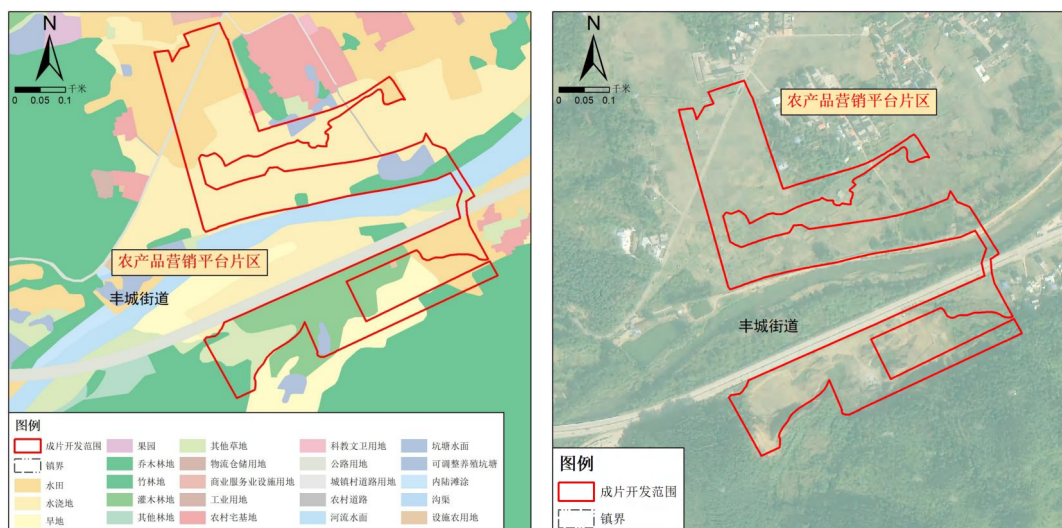 N
千米
0 0.05 0.1
农产品营销平台片区
丰城街道
图例
成片开发范围
镇界
水田
水浇地
旱地
果园
乔木林地
竹林地
灌木林地
其他林地
其他草地
物流仓储用地
商业服务业设施用地
工业用地
农村宅基地
科教文卫用地
公路用地
城镇村道路用地
农村道路
河流水面
坑塘水面
可调整养殖坑塘
内陆滩涂
沟渠
设施农用地
N
千米
0 0.05 0.1
农产品营销平台片区
丰城街道
图例
成片开发范围
镇界